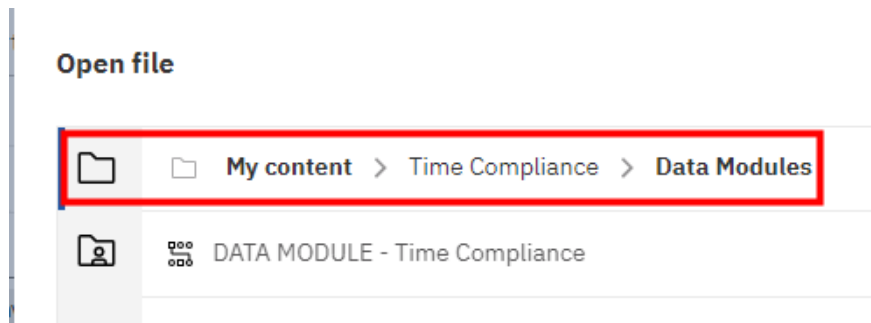 Open file
My content > Time Compliance > Data Modules
DATA MODULE - Time Compliance